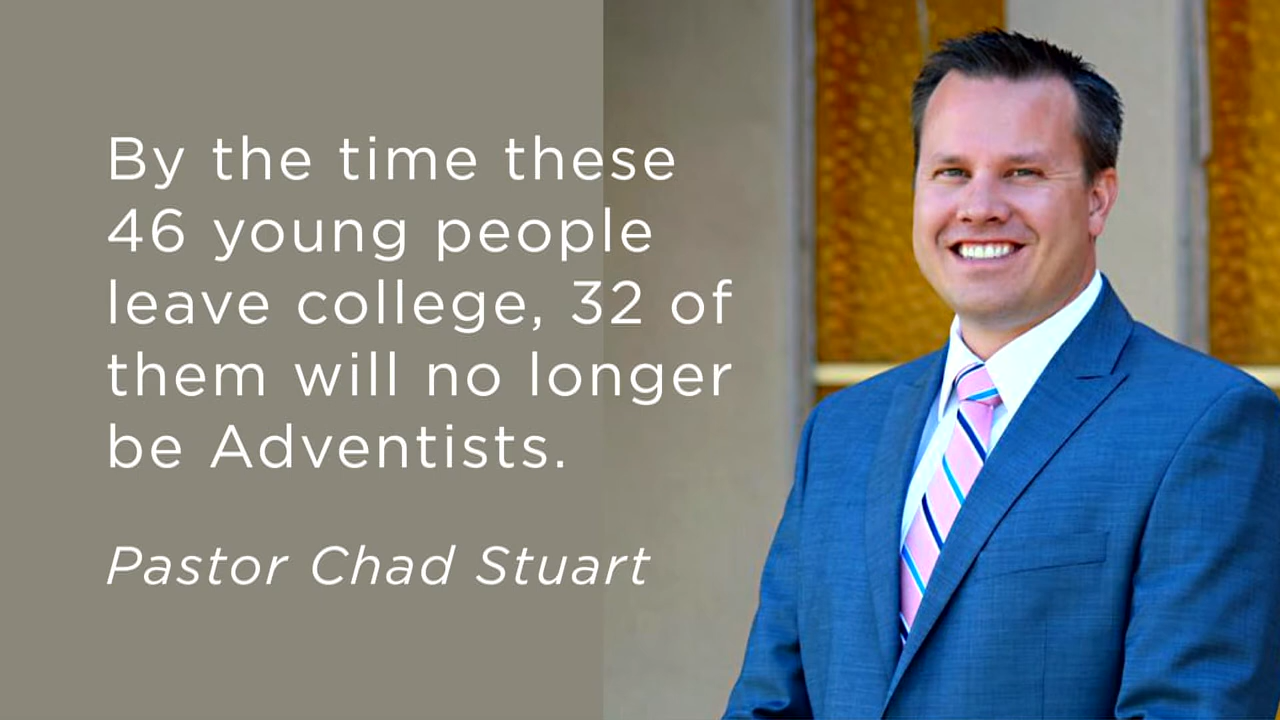 By the time these
46 young people
leave college, 32 of
them will no longer
be Adventists.
Pastor Chad Stuart